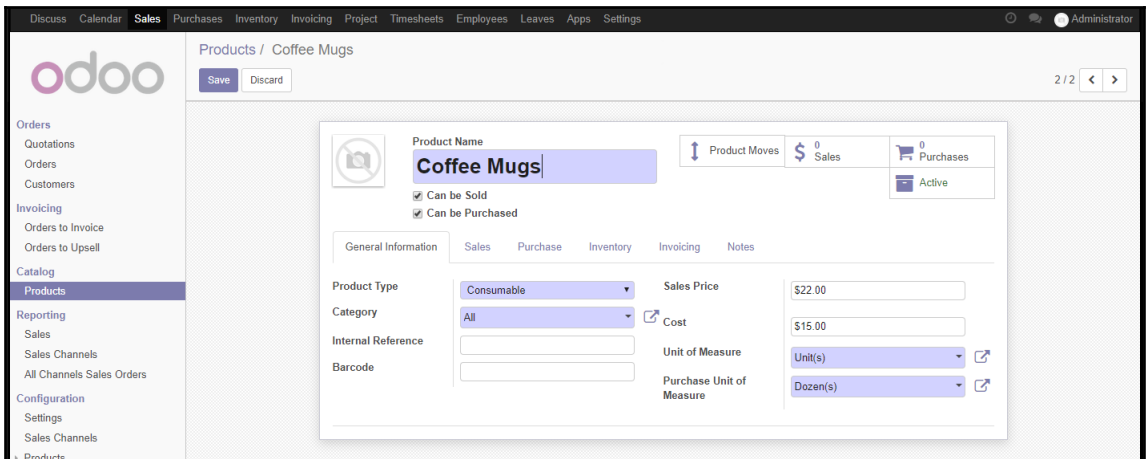 Discuss Calendar Sales Purchases Inventory Invoicing Project Timesheets Employees Leaves Apps Settings Administrator
odoo
Products / Coffee Mugs
Save Discard
2 / 2
Orders
Quotations
Orders
Customers
Invoicing
Orders to Invoice
Orders to Upsell
Catalog
Products
Reporting
Sales
Sales Channels
All Channels Sales Orders
Configuration
Settings
Sales Channels
Products
Product Name
Coffee Mugs
Can be Sold
Can be Purchased
Product Moves
0
Sales
0
Purchases
Active
General Information Sales Purchase Inventory Invoicing Notes
Product Type Consumable
Category All
Internal Reference
Barcode
Sales Price $22.00
Cost $15.00
Unit of Measure Unit(s)
Purchase Unit of
Measure
Dozen(s)